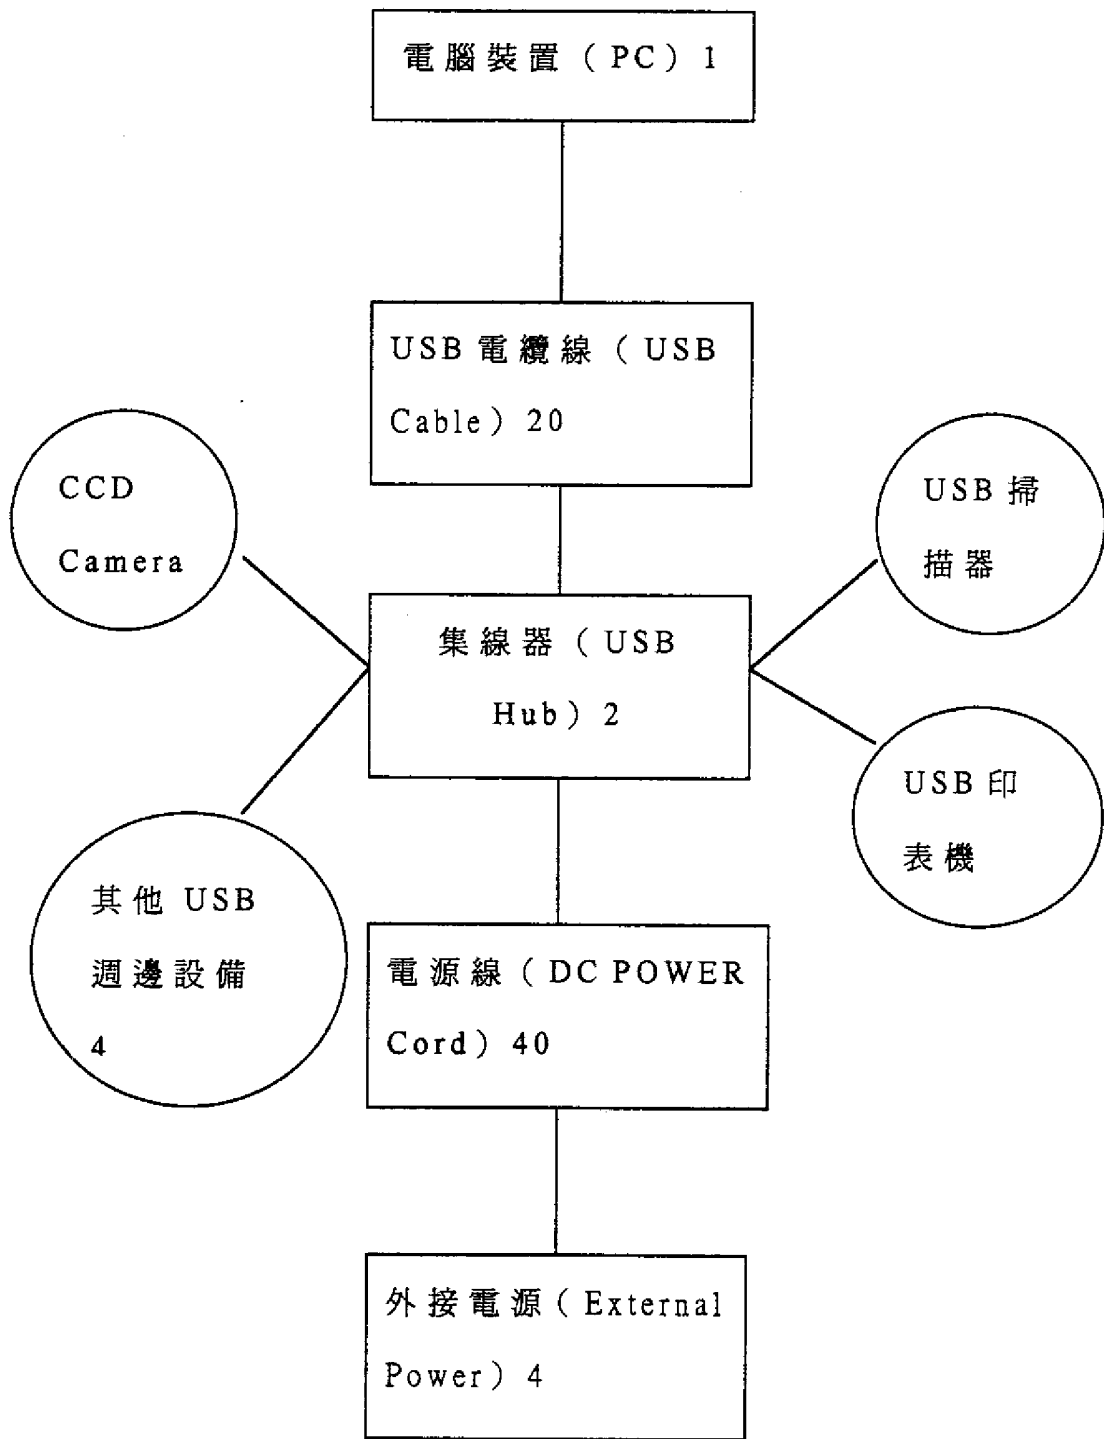 電腦裝置（PC）1
USB 電纜線（USB
Cable）20
CCD
Camera
USB 掃
描器
集線器（USB
Hub）2
USB 印
表機
其他 USB
週邊設備
4
電源線（DC POWER
Cord）40
外接電源（External
Power）4